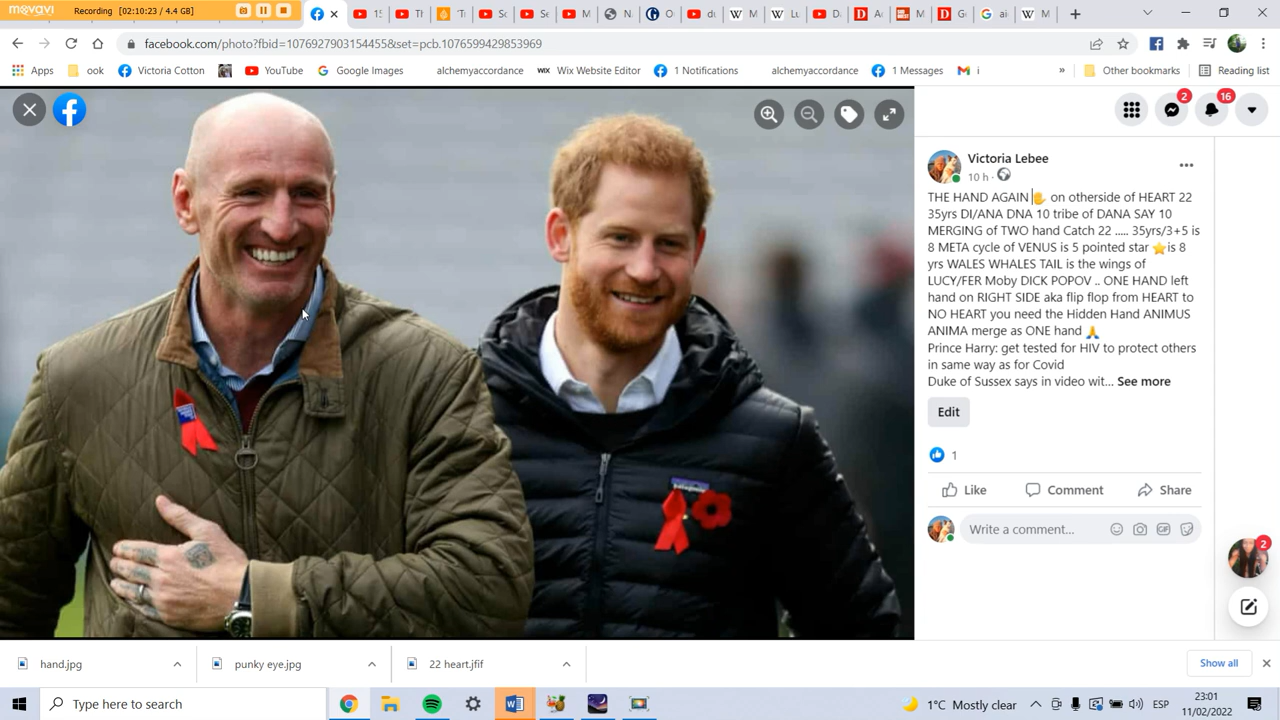 movavi
Recording [02:10:23 / 4.4 GB]
facebook.com/photo?fbid=1076927903154455&set=pcb.1076599429853969
Apps
ook
Victoria Cotton
YouTube
Google Images
alchemyaccordance
WIX Wix Website Editor
1 Notifications
alchemyaccordance
1 Messages
i
»
Other bookmarks
Reading list
2
16
Victoria Lebee
10 h ·
THE HAND AGAIN ✋ on otherside of HEART 22
35yrs DI/ANA DNA 10 tribe of DANA SAY 10
MERGING of TWO hand Catch 22 ..... 35yrs/3+5 is
8 META cycle of VENUS is 5 pointed star ⭐ is 8
yrs WALES WHALES TAIL is the wings of
LUCY/FER Moby DICK POPOV .. ONE HAND left
hand on RIGHT SIDE aka flip flop from HEART to
NO HEART you need the Hidden Hand ANIMUS
ANIMA merge as ONE hand 🙏
Prince Harry: get tested for HIV to protect others
in same way as for Covid
Duke of Sussex says in video wit... See more
Edit
1
Like
Comment
Share
Write a comment...
GIF
2
patagonia
hand.jpg
punky eye.jpg
22 heart.jfif
Show all
Type here to search
1°C Mostly clear
ESP
23:01
11/02/2022